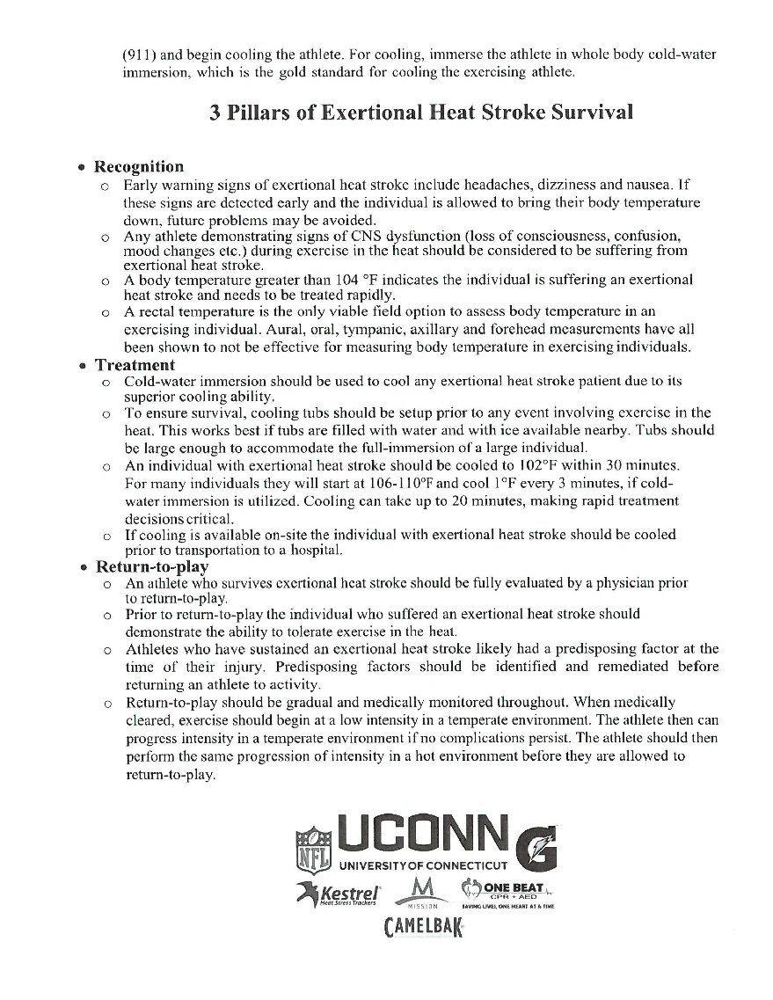 (911) and begin cooling the athlete. For cooling, immerse the athlete in whole body cold-water
immersion, which is the gold standard for cooling the exercising athlete.
3 Pillars of Exertional Heat Stroke Survival
• Recognition
o Early warning signs of exertional heat stroke include headaches, dizziness and nausea. If
these signs are detected early and the individual is allowed to bring their body temperature
down, future problems may be avoided.
o Any athlete demonstrating signs of CNS dysfunction (loss of consciousness, confusion,
mood changes etc.) during exercise in the heat should be considered to be suffering from
exertional heat stroke.
o A body temperature greater than 104 °F indicates the individual is suffering an exertional
heat stroke and needs to be treated rapidly.
o A rectal temperature is the only viable field option to assess body temperature in an
exercising individual. Aural, oral, tympanic, axillary and forehead measurements have all
been shown to not be effective for measuring body temperature in exercising individuals.
• Treatment
o Cold-water immersion should be used to cool any exertional heat stroke patient due to its
superior cooling ability.
o To ensure survival, cooling tubs should be setup prior to any event involving exercise in the
heat. This works best if tubs are filled with water and with ice available nearby. Tubs should
be large enough to accommodate the full-immersion of a large individual.
o An individual with exertional heat stroke should be cooled to 102°F within 30 minutes.
For many individuals they will start at 106-110°F and cool 1°F every 3 minutes, if cold-
water immersion is utilized. Cooling can take up to 20 minutes, making rapid treatment
decisions critical.
o If cooling is available on-site the individual with exertional heat stroke should be cooled
prior to transportation to a hospital.
• Return-to-play
o An athlete who survives exertional heat stroke should be fully evaluated by a physician prior
to return-to-play.
o Prior to return-to-play the individual who suffered an exertional heat stroke should
demonstrate the ability to tolerate exercise in the heat.
o Athletes who have sustained an exertional heat stroke likely had a predisposing factor at the
time of their injury. Predisposing factors should be identified and remediated before
returning an athlete to activity.
o Return-to-play should be gradual and medically monitored throughout. When medically
cleared, exercise should begin at a low intensity in a temperate environment. The athlete then can
progress intensity in a temperate environment if no complications persist. The athlete should then
perform the same progression of intensity in a hot environment before they are allowed to
return-to-play.
NFL UCONN G
UNIVERSITY OF CONNECTICUT
Kestrel
Heat Stress Trackers
M
MISSION
ONE BEAT
CPR + AED
SAVING LIVES, ONE HEART AT A TIME
CAMELBAK